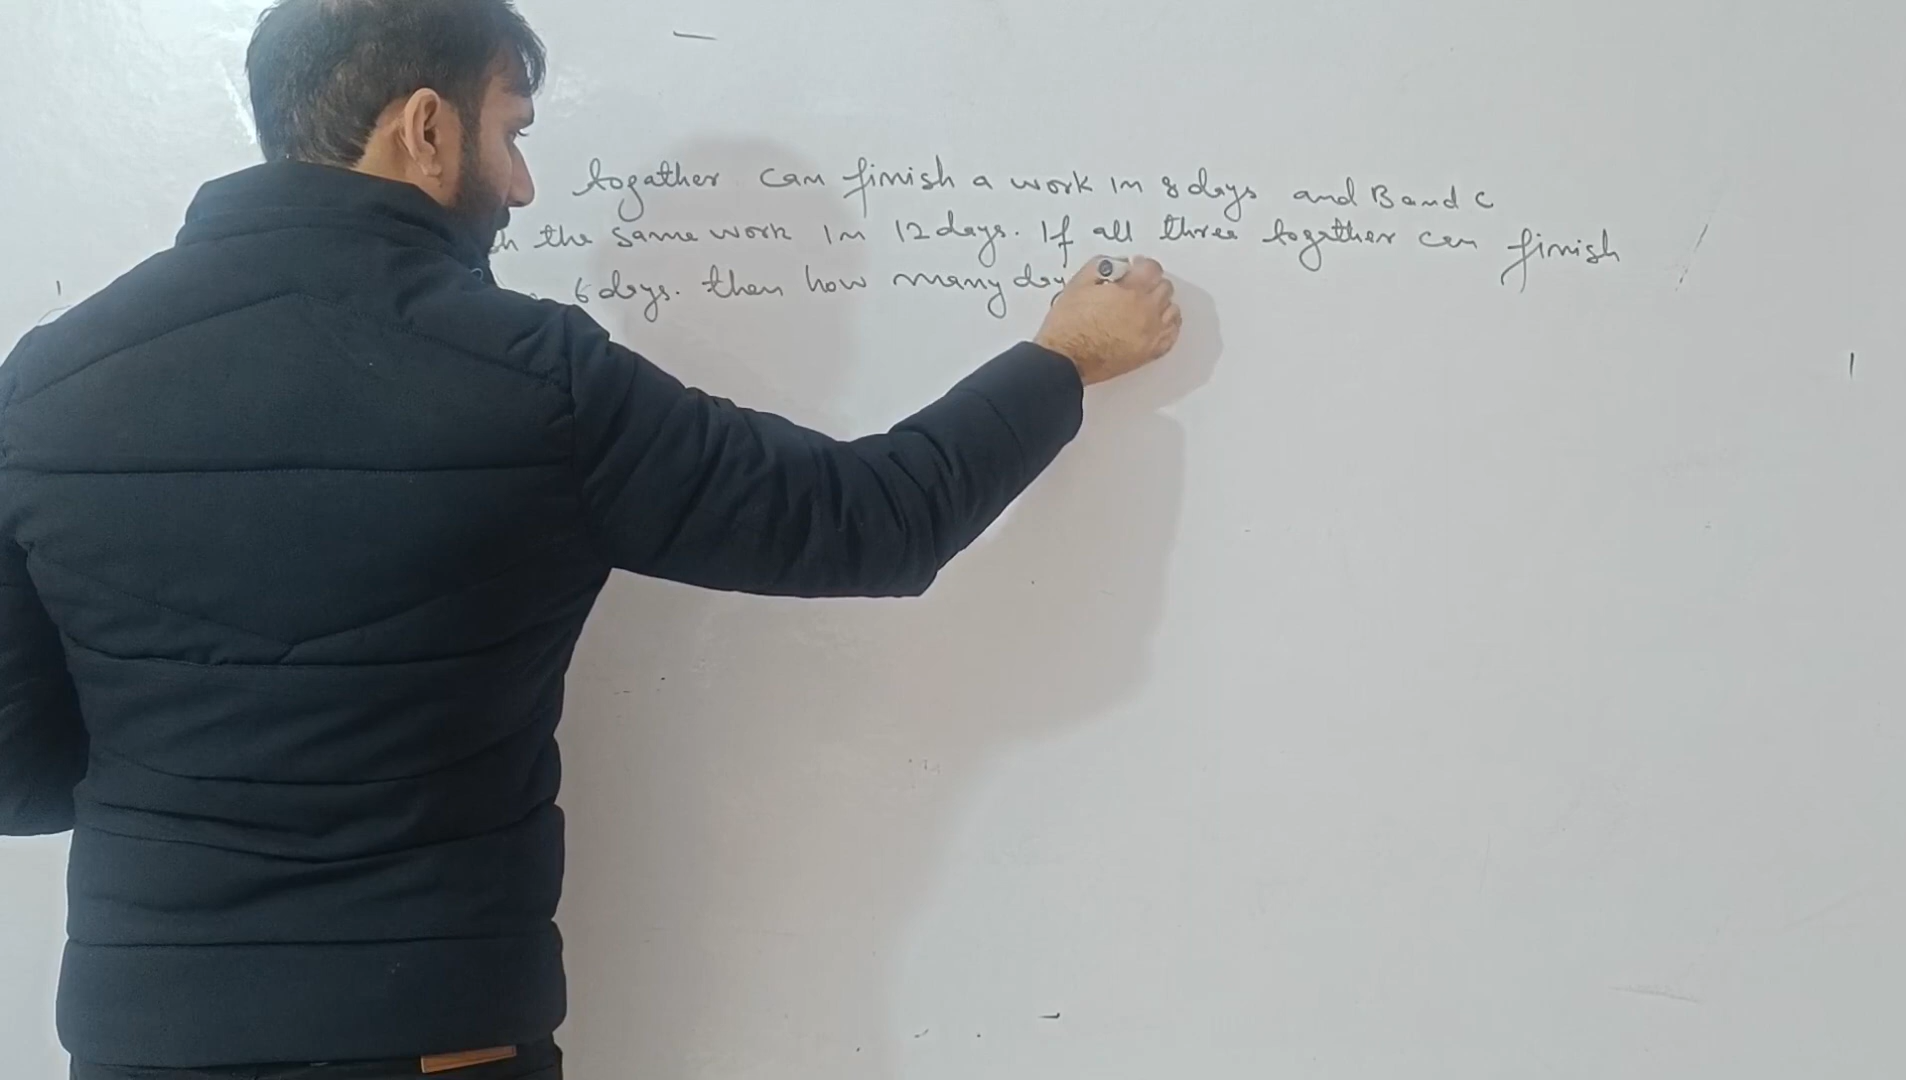 togather can finish a work in 8 days and B and C
the same work in 12 days. If all three together can finish
6 days. then how many day